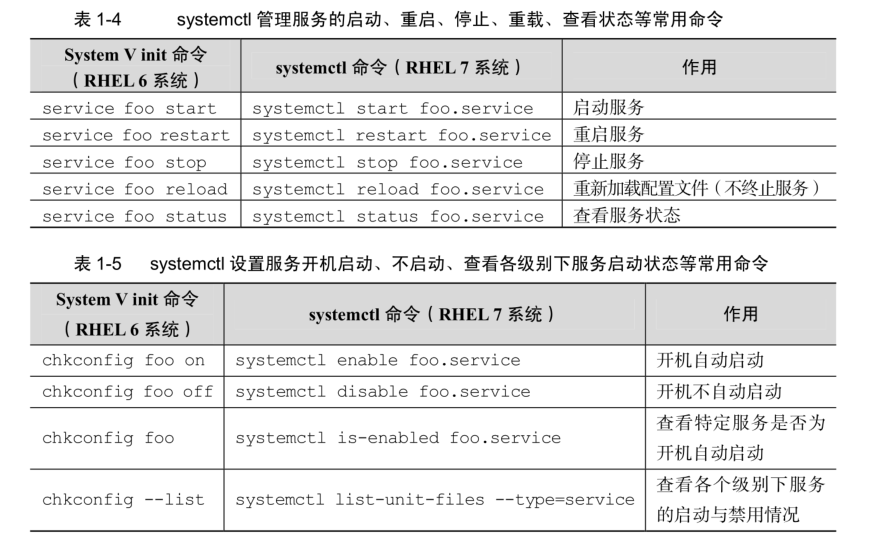 表 1-4 systemctl 管理服务的启动、重启、停止、重载、查看状态等常用命令
System V init 命令
（RHEL 6 系统）
systemctl 命令（RHEL 7 系统）
作用
service foo start systemctl start foo.service 启动服务
service foo restart systemctl restart foo.service 重启服务
service foo stop systemctl stop foo.service 停止服务
service foo reload systemctl reload foo.service 重新加载配置文件（不终止服务）
service foo status systemctl status foo.service 查看服务状态
表 1-5 systemctl 设置服务开机启动、不启动、查看各级别下服务启动状态等常用命令
System V init 命令
（RHEL 6 系统）
systemctl 命令（RHEL 7 系统）
作用
chkconfig foo on systemctl enable foo.service 开机自动启动
chkconfig foo off systemctl disable foo.service 开机不自动启动
chkconfig foo systemctl is-enabled foo.service 查看特定服务是否为
开机自动启动
chkconfig --list systemctl list-unit-files --type=service 查看各个级别下服务
的启动与禁用情况